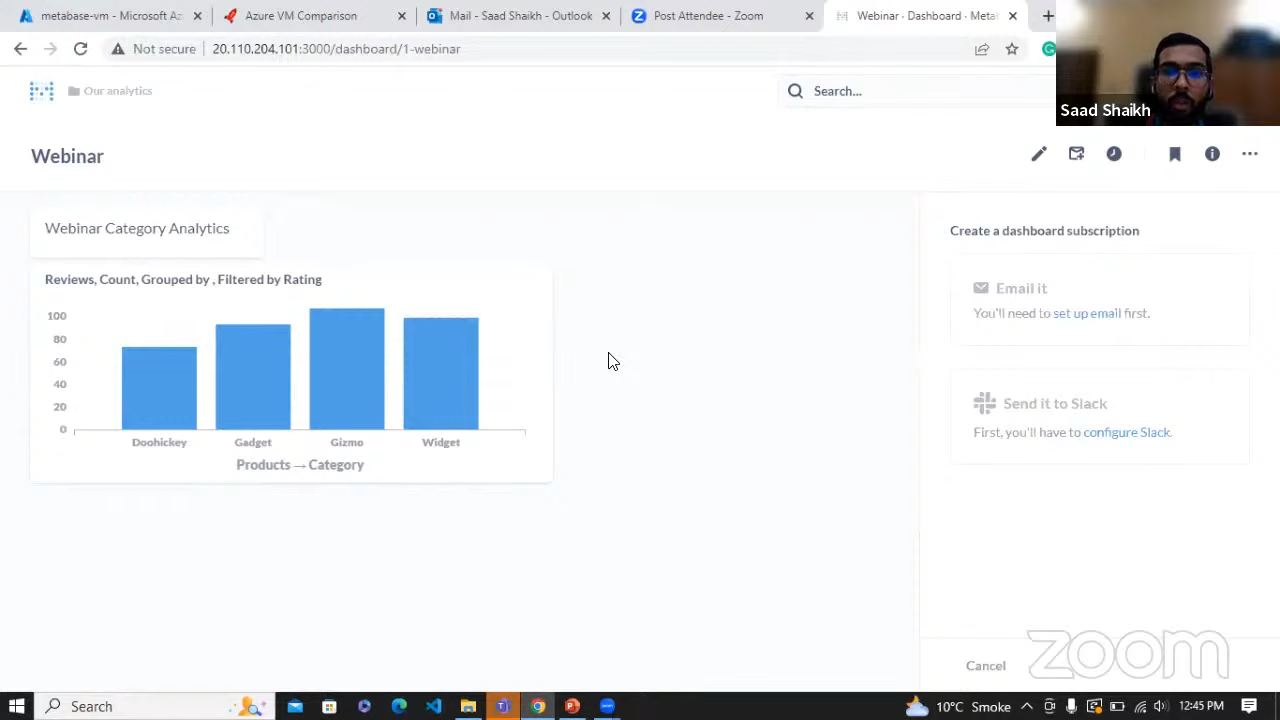 metabase-vm - Microsoft Az
Azure VM Comparison
Mail - Saad Shaikh - Outlook
Post Attendee - Zoom
Webinar · Dashboard · Metab
Not secure
20.110.204.101:3000/dashboard/1-webinar
Our analytics
Search...
Saad Shaikh
Webinar
Webinar Category Analytics
Reviews, Count, Grouped by , Filtered by Rating
100
80
60
40
20
0
Doohickey
Gadget
Gizmo
Widget
Products → Category
Create a dashboard subscription
Email it
You'll need to set up email first.
Send it to Slack
First, you'll have to configure Slack.
Cancel
zoom
Search
10°C Smoke
12:45 PM